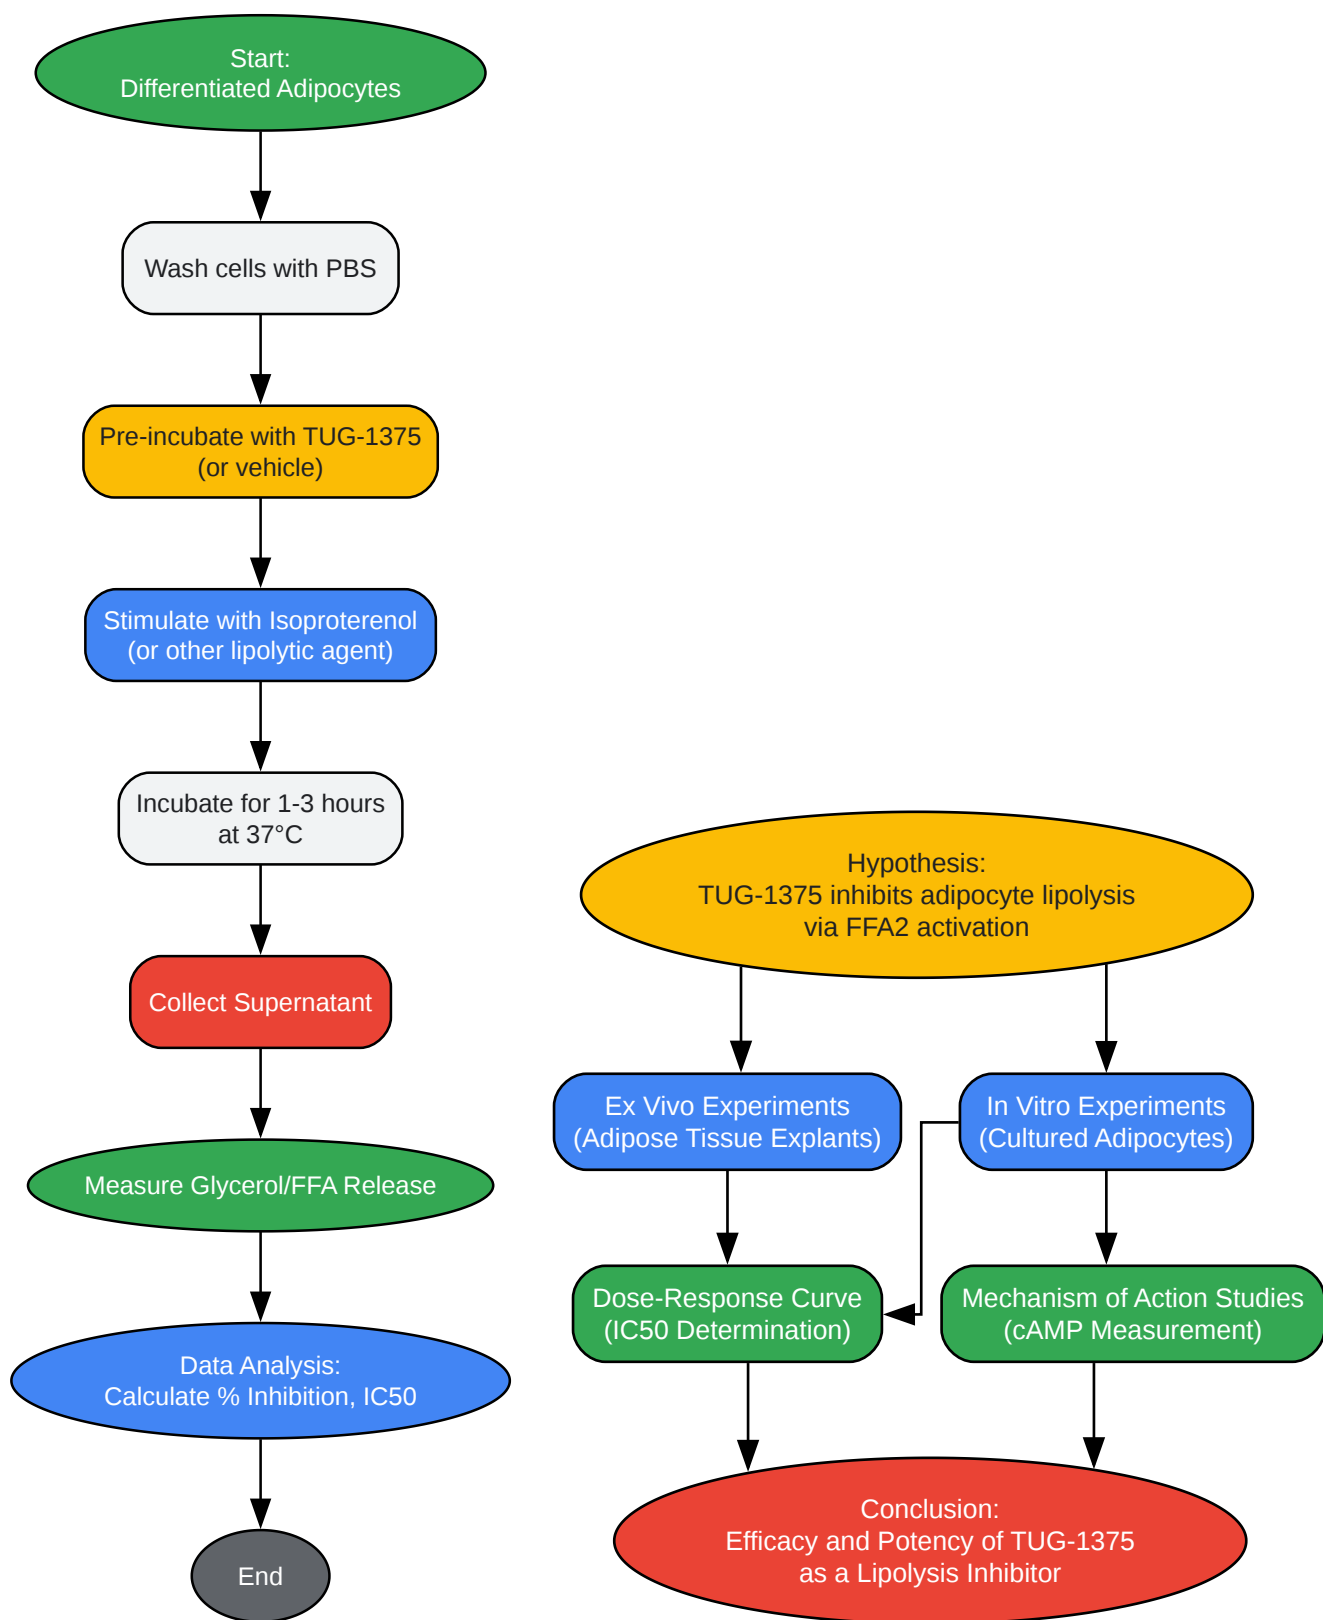 Start:
Differentiated Adipocytes
Wash cells with PBS
Pre-incubate with TUG-1375
(or vehicle)
Stimulate with Isoproterenol
(or other lipolytic agent)
Incubate for 1-3 hours
at 37°C
Collect Supernatant
Measure Glycerol/FFA Release
Data Analysis:
Calculate % Inhibition, IC50
End
Hypothesis:
TUG-1375 inhibits adipocyte lipolysis
via FFA2 activation
Ex Vivo Experiments
(Adipose Tissue Explants)
In Vitro Experiments
(Cultured Adipocytes)
Dose-Response Curve
(IC50 Determination)
Mechanism of Action Studies
(cAMP Measurement)
Conclusion:
Efficacy and Potency of TUG-1375
as a Lipolysis Inhibitor